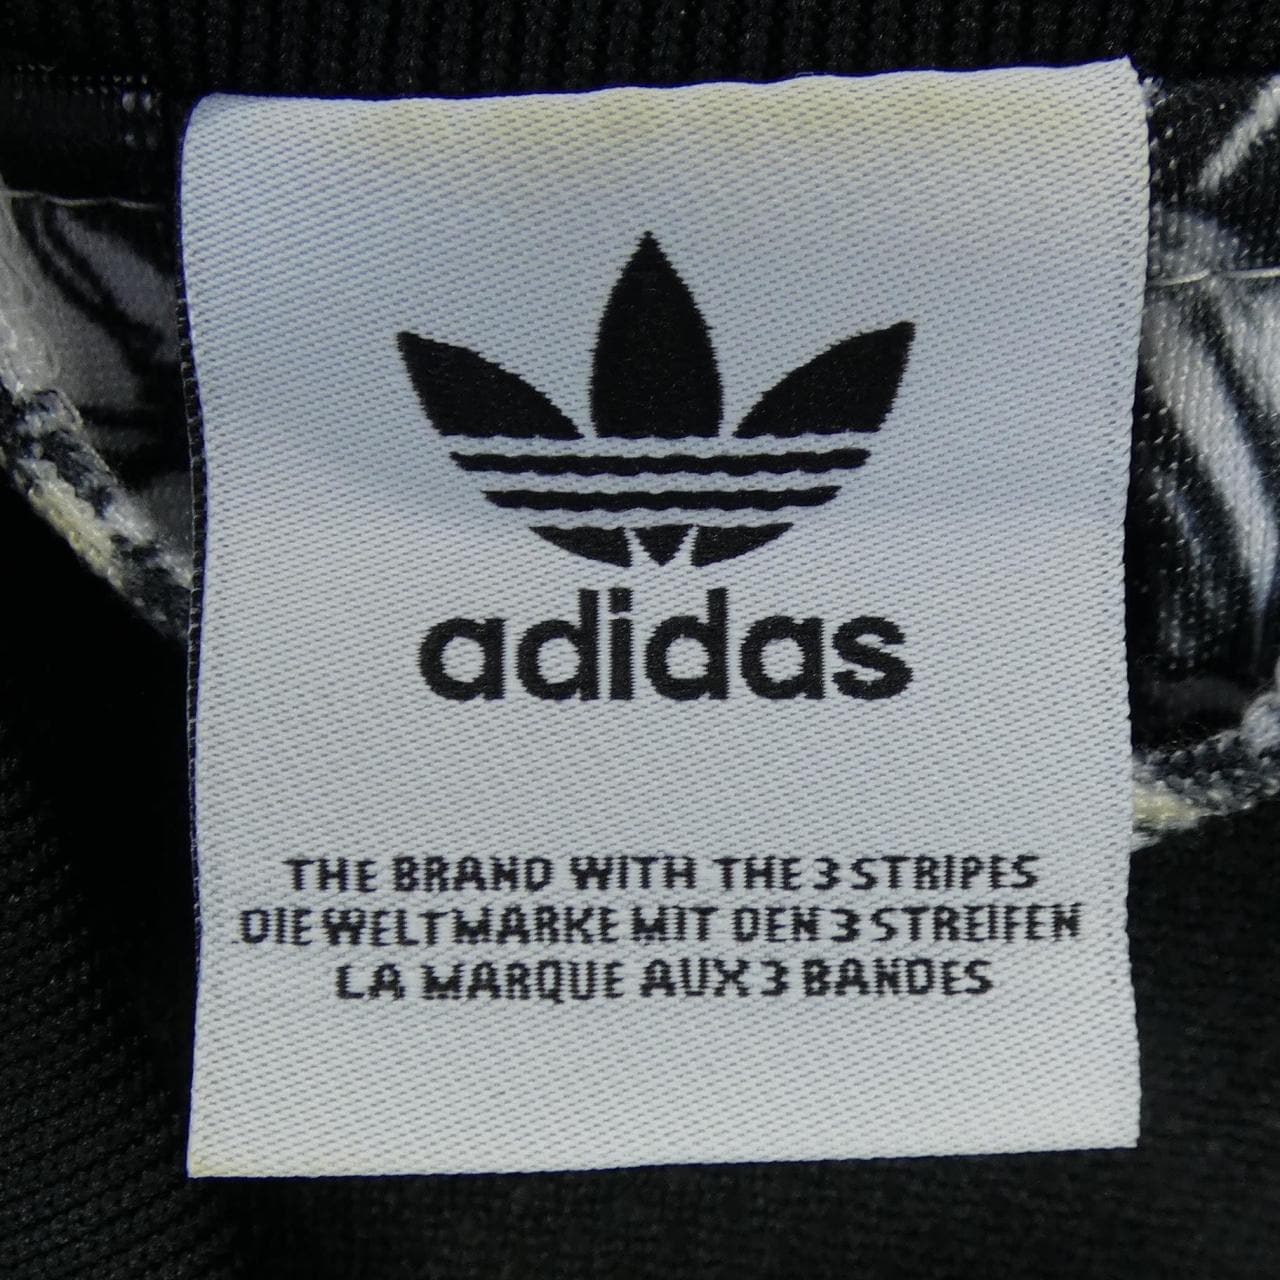 adidas
THE BRAND WITH THE 3 STRIPES
DIE WELTMARKE MIT DEN 3 STREIFEN
LA MARQUE AUX 3 BANDES